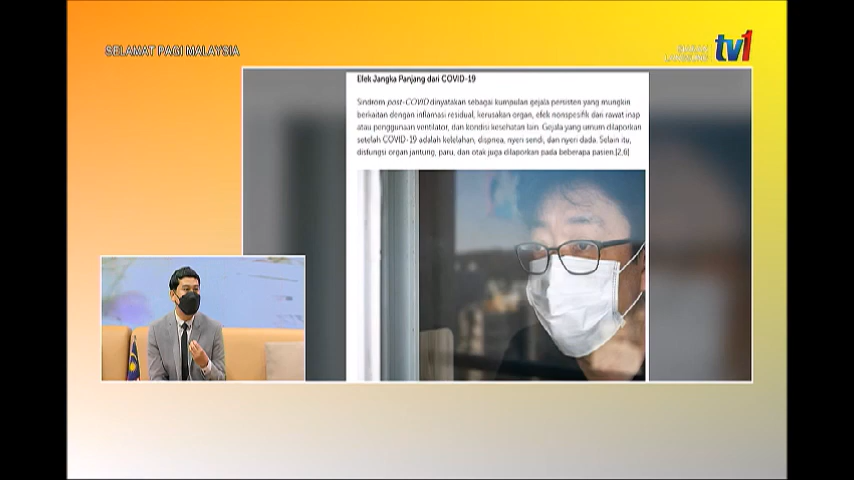 SELAMAT PAGI MALAYSIA
SIARAN
LANGSUNG
tv1
Efek Jangka Panjang dari COVID-19
Sindrom post-COVID dinyatakan sebagai kumpulan gejala persisten yang mungkin
berkaitan dengan inflamasi residual, kerusakan organ, efek nonspesifik dari rawat inap
atau penggunaan ventilator, dan kondisi kesehatan lain. Gejala yang umum dilaporkan
setelah COVID-19 adalah kelelahan, dispnea, nyeri sendi, dan nyeri dada. Selain itu,
disfungsi organ jantung, paru, dan otak juga dilaporkan pada beberapa pasien.[2,6]